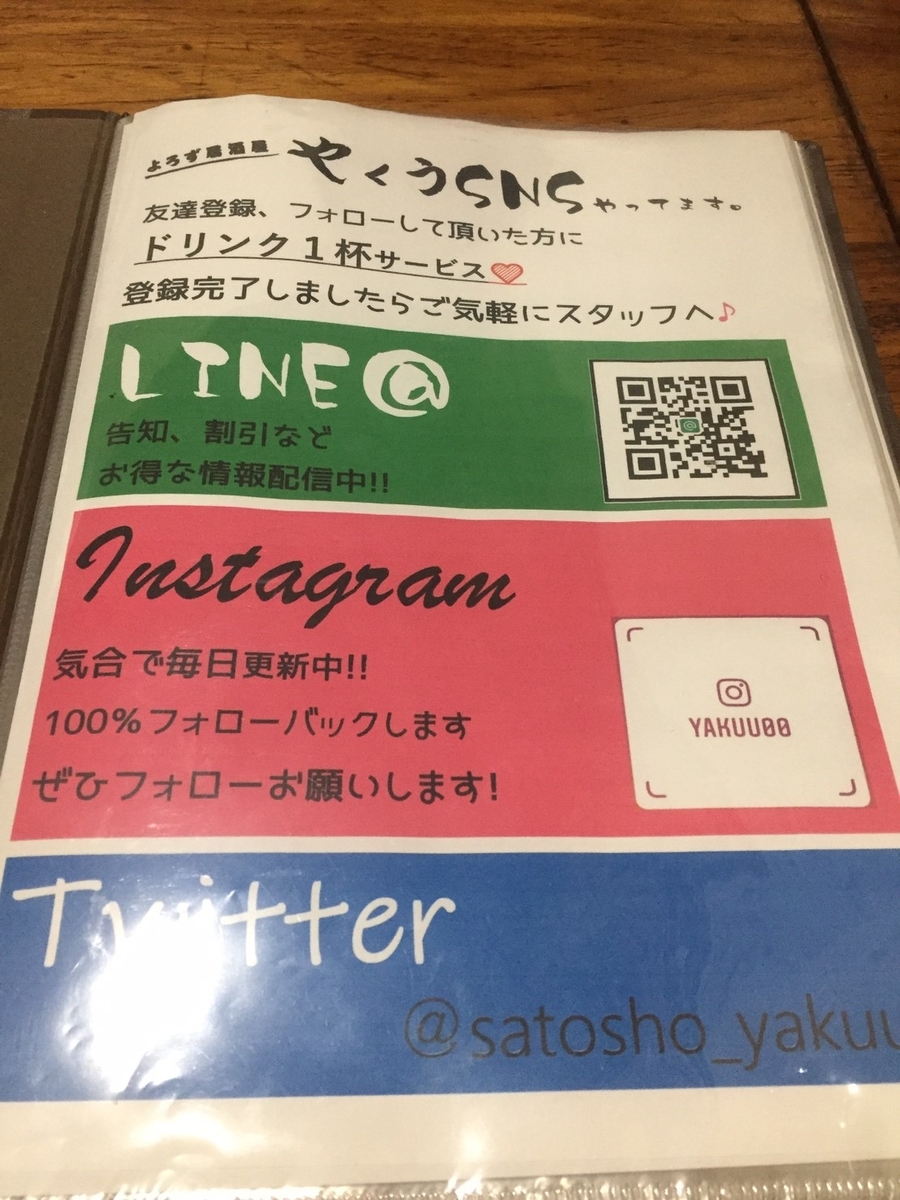 よろず居酒屋 やくうSNSやってます。
友達登録、フォローして頂いた方に
ドリンク1杯サービス
登録完了しましたらご気軽にスタッフへ♪
LINE@
告知、割引など
お得な情報配信中!!
Instagram
気合で毎日更新中!!
100%フォローバックします
ぜひフォローお願いします!
YAKUU00
Twitter
@satosho_yakuu